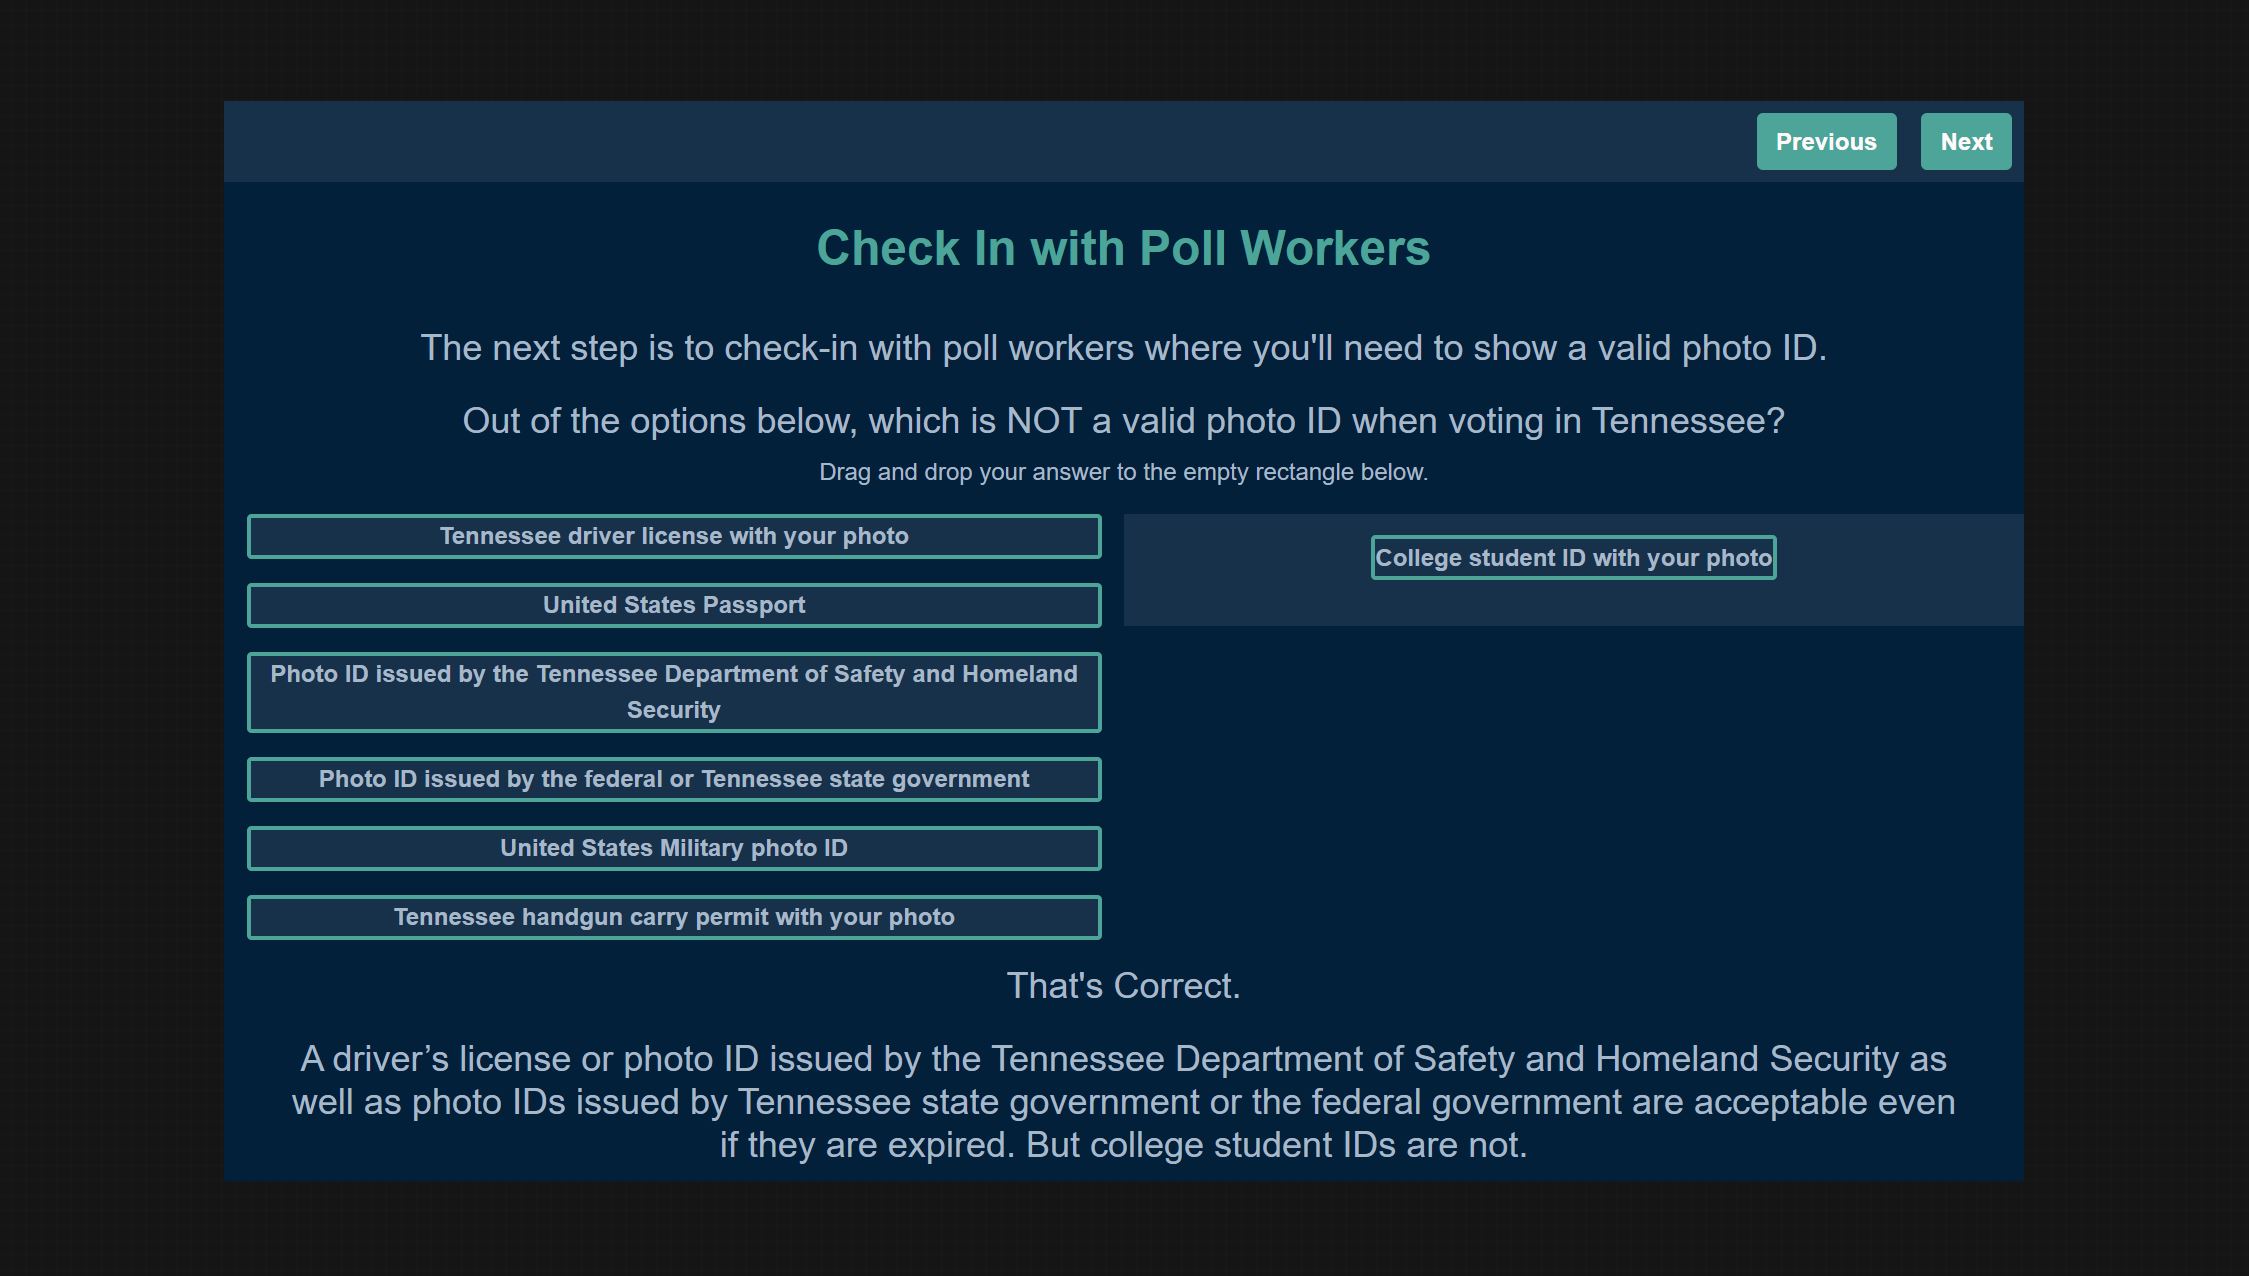 Previous
Next
Check In with Poll Workers
The next step is to check-in with poll workers where you'll need to show a valid photo ID.
Out of the options below, which is NOT a valid photo ID when voting in Tennessee?
Drag and drop your answer to the empty rectangle below.
Tennessee driver license with your photo
United States Passport
Photo ID issued by the Tennessee Department of Safety and Homeland
Security
Photo ID issued by the federal or Tennessee state government
United States Military photo ID
Tennessee handgun carry permit with your photo
College student ID with your photo
That's Correct.
A driver’s license or photo ID issued by the Tennessee Department of Safety and Homeland Security as
well as photo IDs issued by Tennessee state government or the federal government are acceptable even
if they are expired. But college student IDs are not.